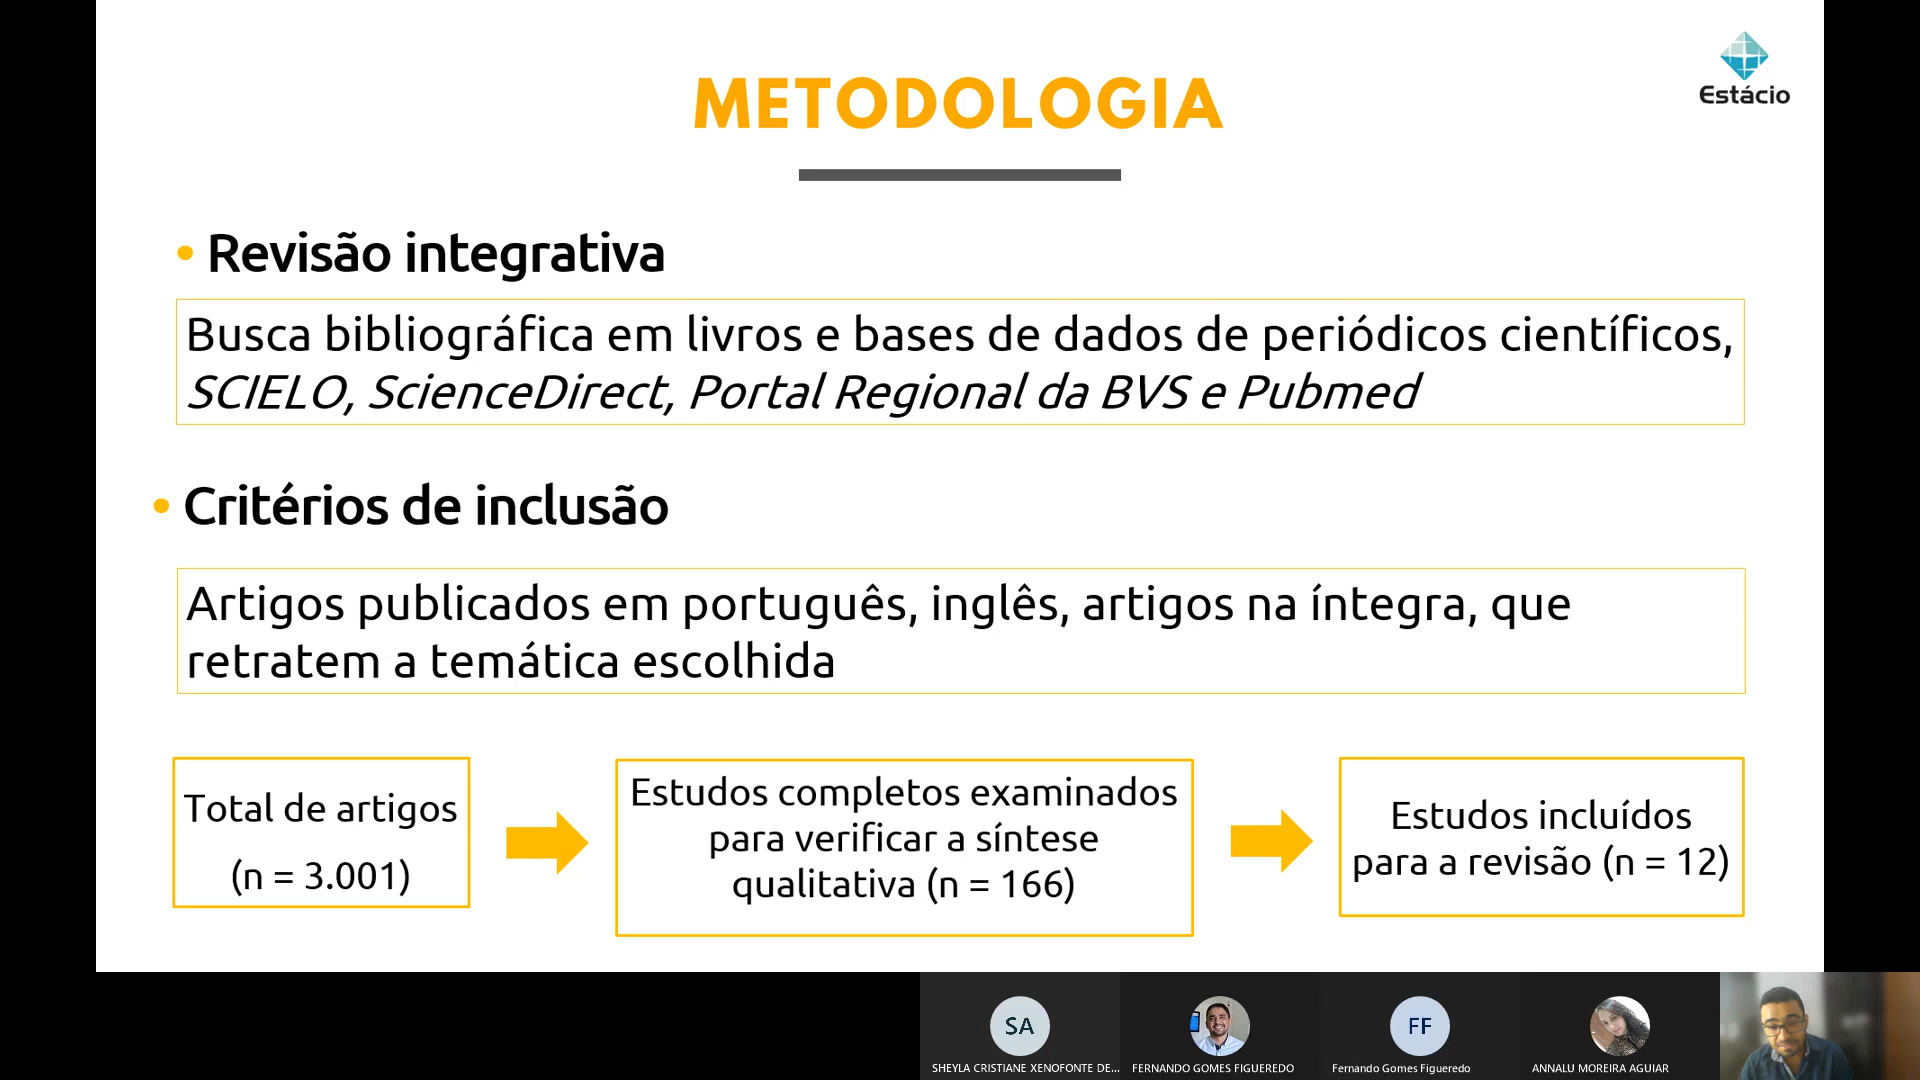 METODOLOGIA
Estácio
• Revisão integrativa
Busca bibliográfica em livros e bases de dados de periódicos científicos,
SCIELO, ScienceDirect, Portal Regional da BVS e Pubmed
• Critérios de inclusão
Artigos publicados em português, inglês, artigos na íntegra, que
retratem a temática escolhida
Total de artigos
(n = 3.001)
Estudos completos examinados
para verificar a síntese
qualitativa (n = 166)
Estudos incluídos
para a revisão (n = 12)
SA
FF
SHEYLA CRISTIANE XENOFONTE DE...
FERNANDO GOMES FIGUEREDO
Fernando Gomes Figueredo
ANNALU MOREIRA AGUIAR